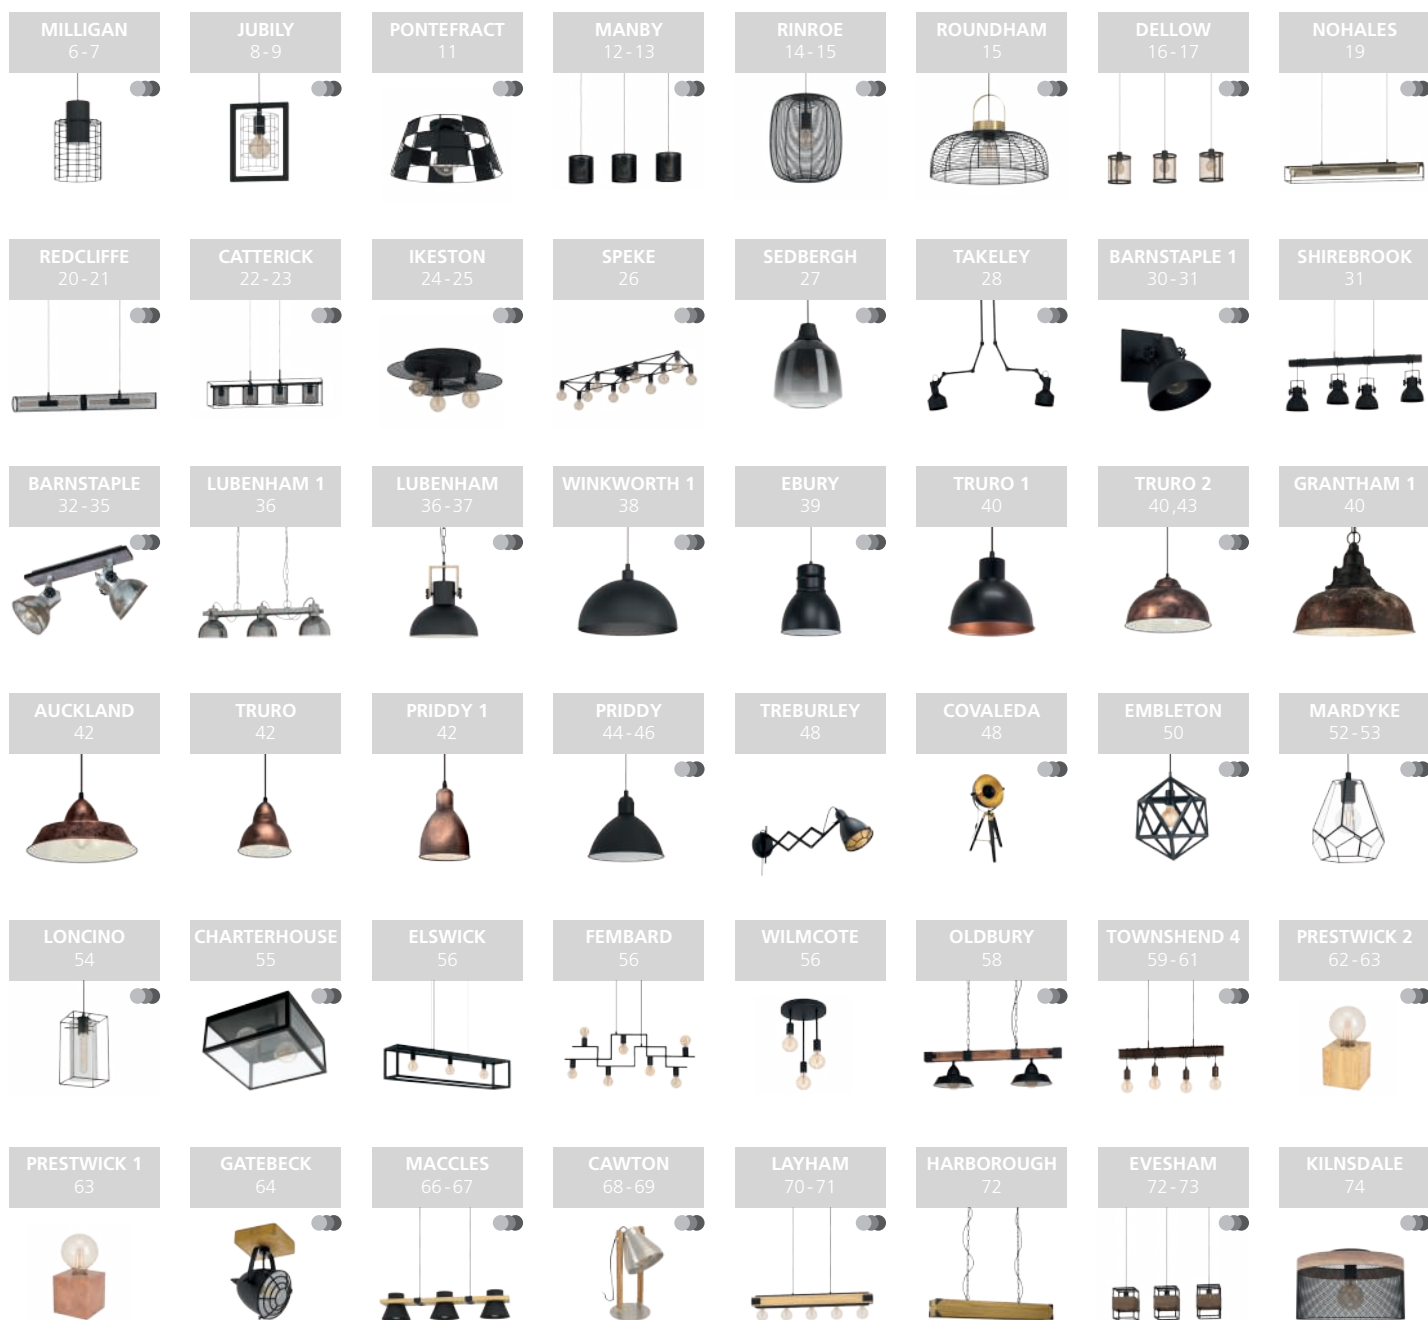 MILLIGAN
6-7
JUBILY
8-9
PONTEFRACT
11
MANBY
12-13
RINROE
14-15
ROUNDHAM
15
DELLOW
16-17
NOHALES
19
REDCLIFFE
20-21
CATTERICK
22-23
IKESTON
24-25
SPEKE
26
SEDBERGH
27
TAKELEY
28
BARNSTAPLE 1
30-31
SHIREBROOK
31
BARNSTAPLE
32-35
LUBENHAM 1
36
LUBENHAM
36-37
WINKWORTH 1
38
EBURY
39
TRURO 1
40
TRURO 2
40,43
GRANTHAM 1
40
AUCKLAND
42
TRURO
42
PRIDDY 1
42
PRIDDY
44-46
TREBURLEY
48
COVALEDA
48
EMBLETON
50
MARDYKE
52-53
LONCINO
54
CHARTERHOUSE
55
ELSWICK
56
FEMBARD
56
WILMCOTE
56
OLDBURY
58
TOWNSHEND 4
59-61
PRESTWICK 2
62-63
PRESTWICK 1
63
GATEBECK
64
MACCLES
66-67
CAWTON
68-69
LAYHAM
70-71
HARBOROUGH
72
EVESHAM
72-73
KILNSDALE
74